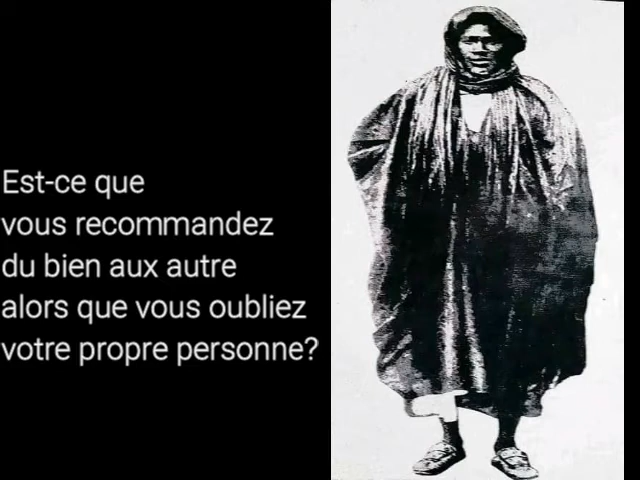 Est-ce que
vous recommandez
du bien aux autre
alors que vous oubliez
votre propre personne?